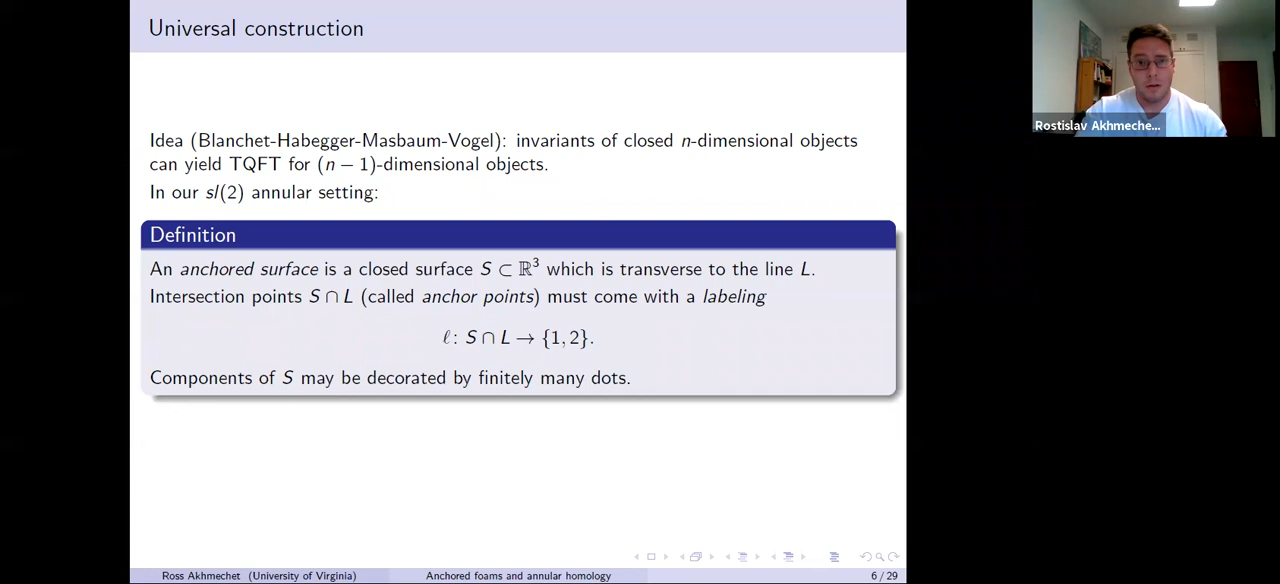 Universal construction
Idea (Blanchet-Habegger-Masbaum-Vogel): invariants of closed n-dimensional objects
can yield TQFT for (n − 1)-dimensional objects.
In our sl(2) annular setting:
Definition
An anchored surface is a closed surface S ⊂ ℝ³ which is transverse to the line L.
Intersection points S ∩ L (called anchor points) must come with a labeling
ℓ: S ∩ L → {1, 2}.
Components of S may be decorated by finitely many dots.
Ross Akhmechet (University of Virginia)
Anchored foams and annular homology
6 / 29
Rostislav Akhmeche...